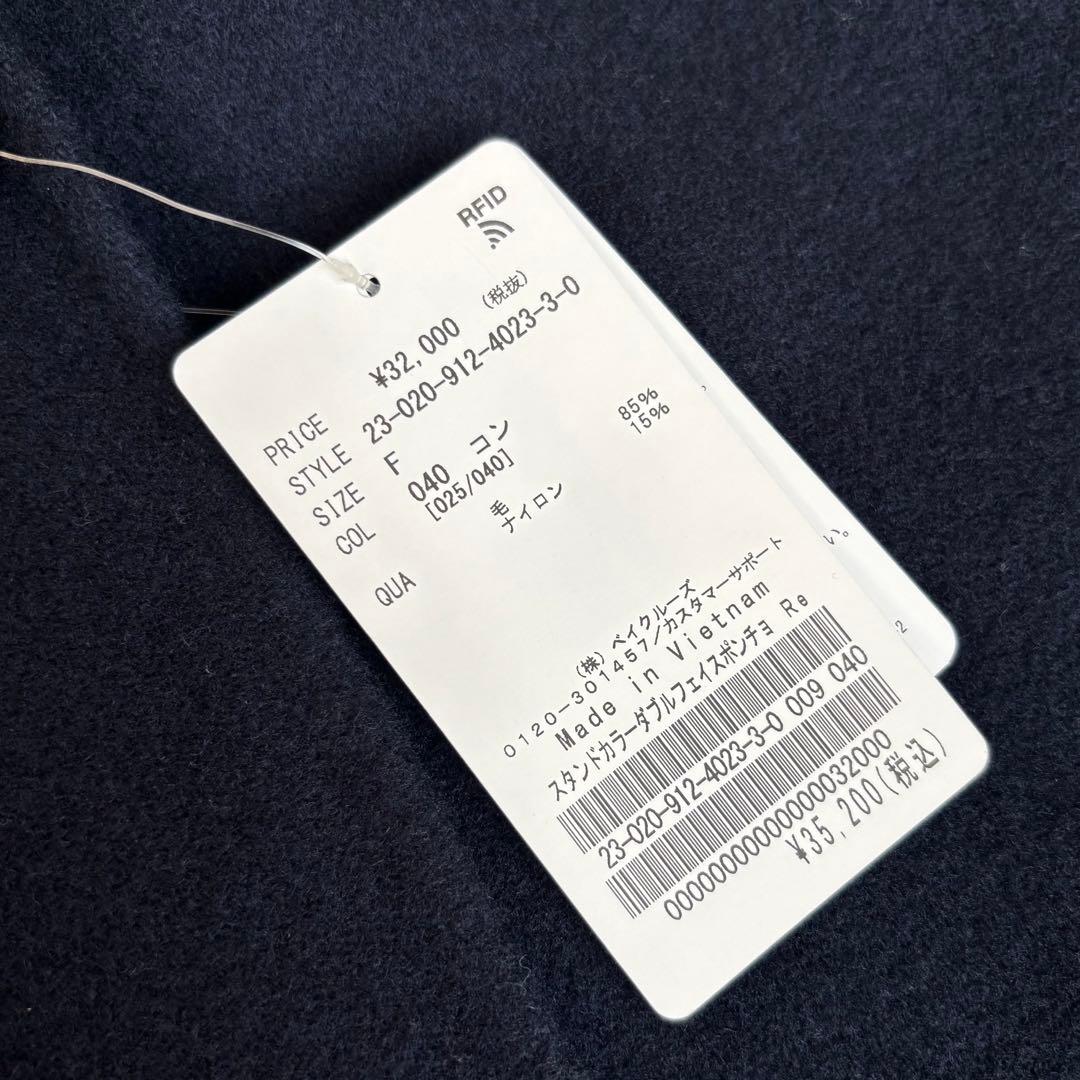 RFID
PRICE ¥32,000 (税抜)
STYLE 23-020-912-4023-3-0
SIZE F
COL 040 コン
[025/040]
QUA 毛 85%
ナイロン 15%
(株) ベイクルーズ
0120-301457/カスタマーサポート
Made in Vietnam
スタンドカラーダブルフェイスポンチョ Re
23-020-912-4023-3-0 009 040
00000000000000032000
¥35,200(税込)
い。
2